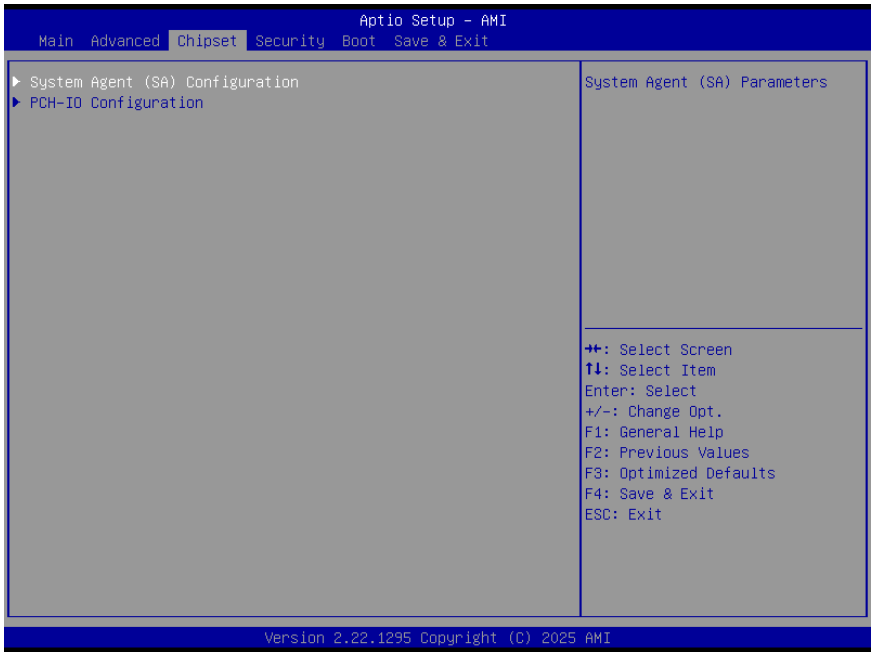 Aptio Setup – AMI
Main Advanced Chipset Security Boot Save & Exit
▶ System Agent (SA) Configuration
▶ PCH-IO Configuration
System Agent (SA) Parameters
→←: Select Screen
↑↓: Select Item
Enter: Select
+/-: Change Opt.
F1: General Help
F2: Previous Values
F3: Optimized Defaults
F4: Save & Exit
ESC: Exit
Version 2.22.1295 Copyright (C) 2025 AMI